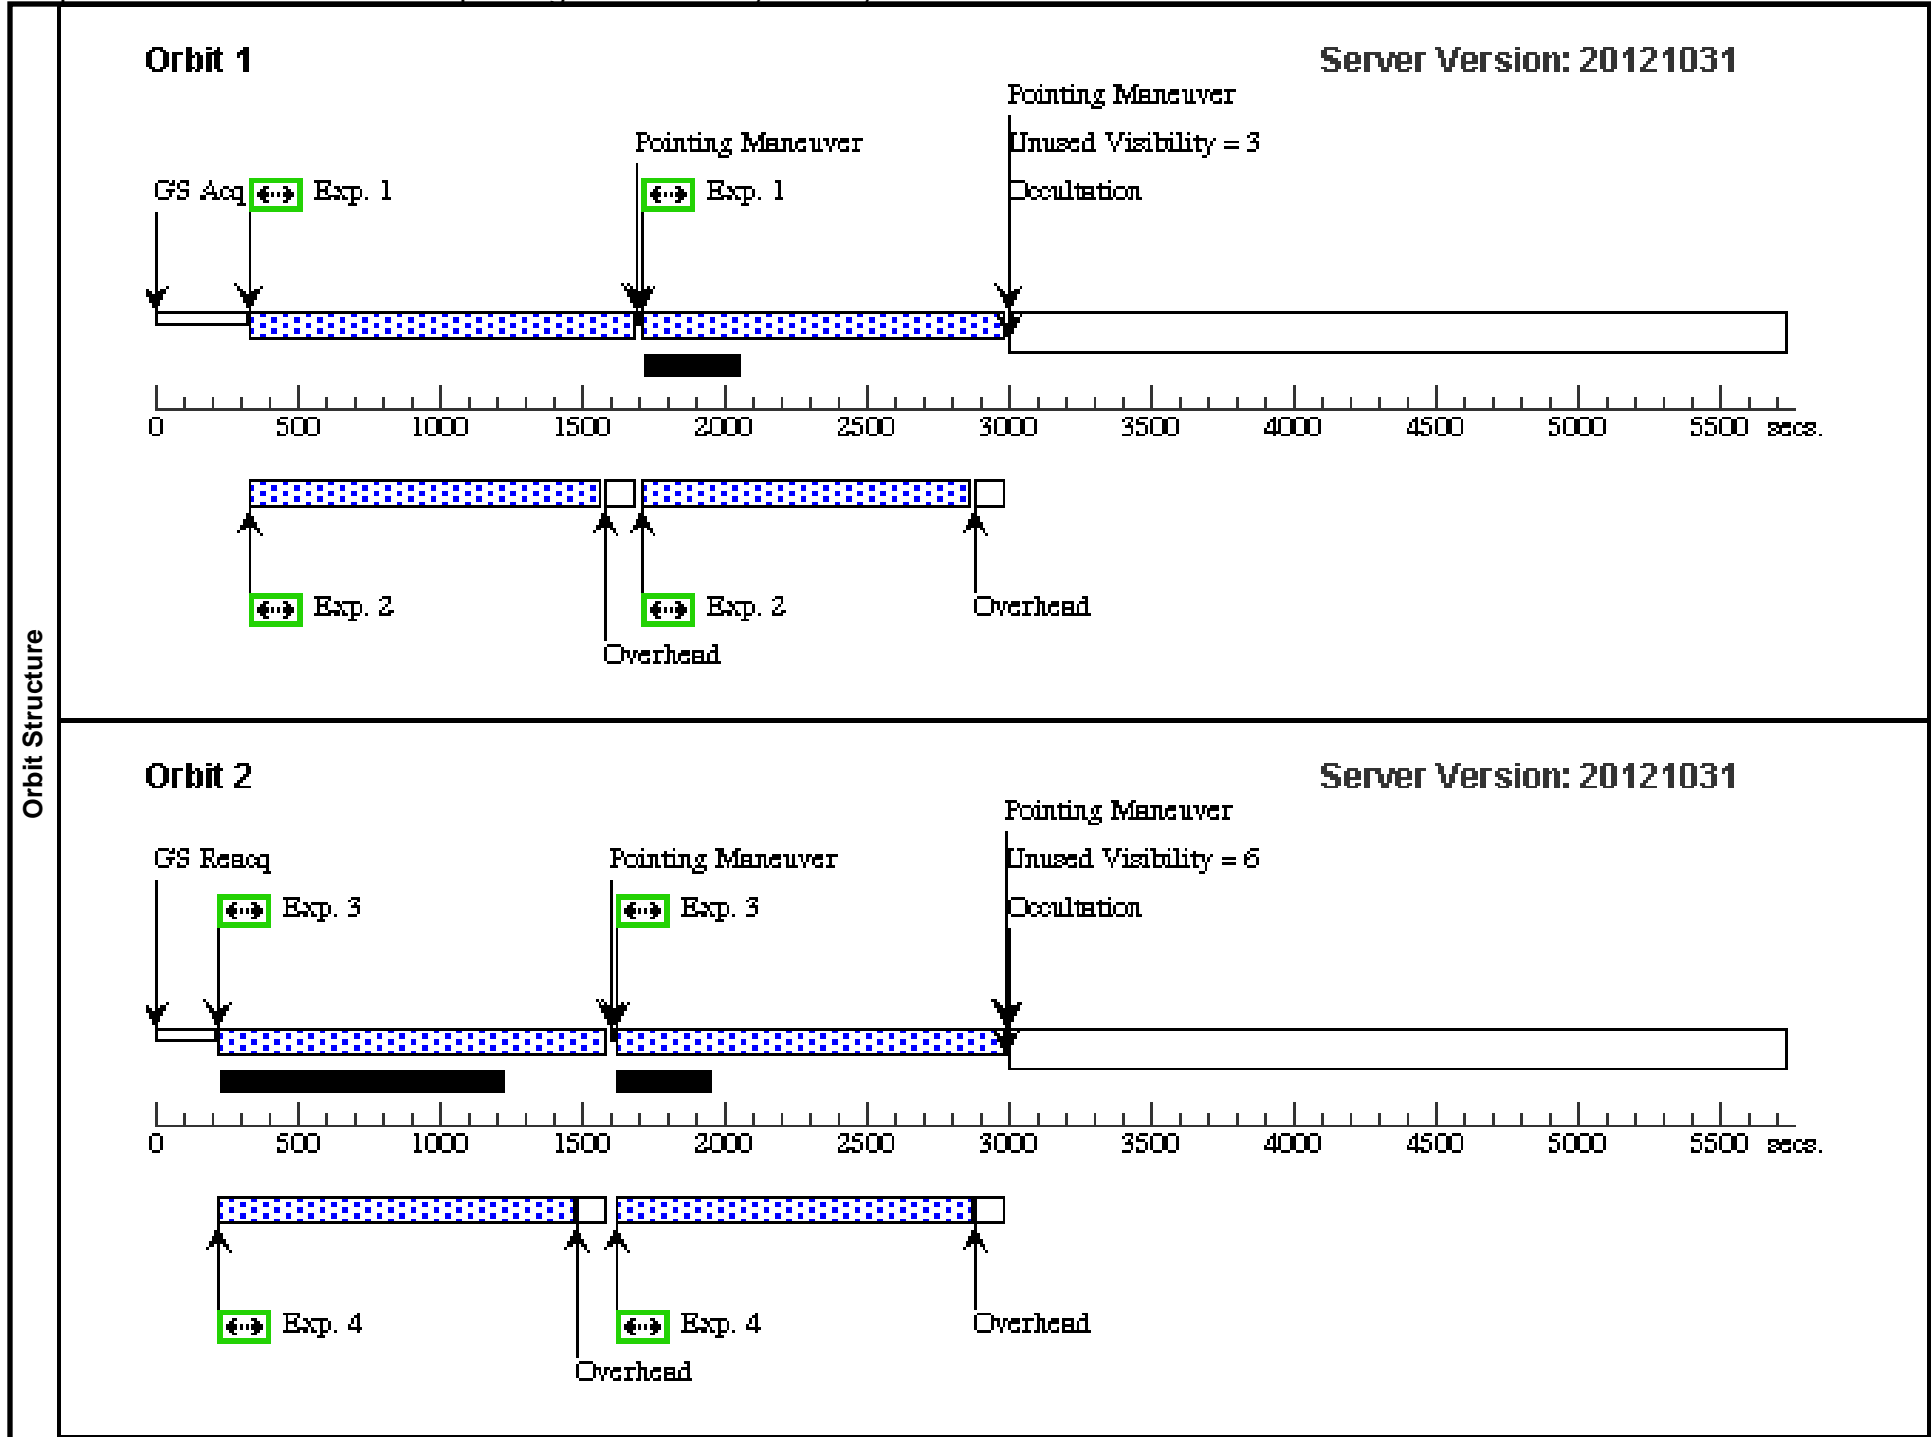 Orbit Structure
Orbit 1
Server Version: 20121031
Pointing Maneuver
Pointing Maneuver
Unused Visibility = 3
GS Acq
Exp. 1
Exp. 1
Occultation
0 500 1000 1500 2000 2500 3000 3500 4000 4500 5000 5500 secs.
Exp. 2
Exp. 2
Overhead
Overhead
Orbit 2
Server Version: 20121031
Pointing Maneuver
GS Reacq
Pointing Maneuver
Unused Visibility = 6
Exp. 3
Exp. 3
Occultation
0 500 1000 1500 2000 2500 3000 3500 4000 4500 5000 5500 secs.
Exp. 4
Exp. 4
Overhead
Overhead